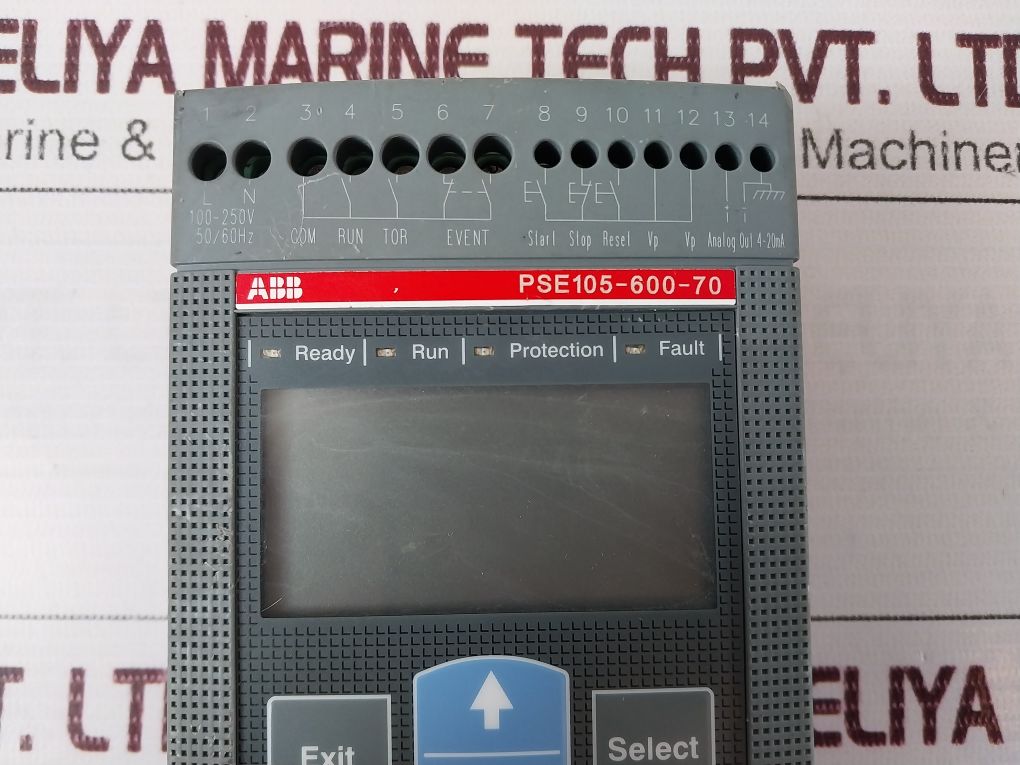 ELIYA MARINE TECH PVT. LTD
rine &
Machiner
1 2 3 4 5 6 7 8 9 10 11 12 13 14
L N
100-250V
50/60Hz
COM RUN TOR EVENT Start Stop Reset Vp Vp Analog Out 4-20mA
ABB PSE105-600-70
Ready Run Protection Fault
T. LT
ELIYA
Exit Select